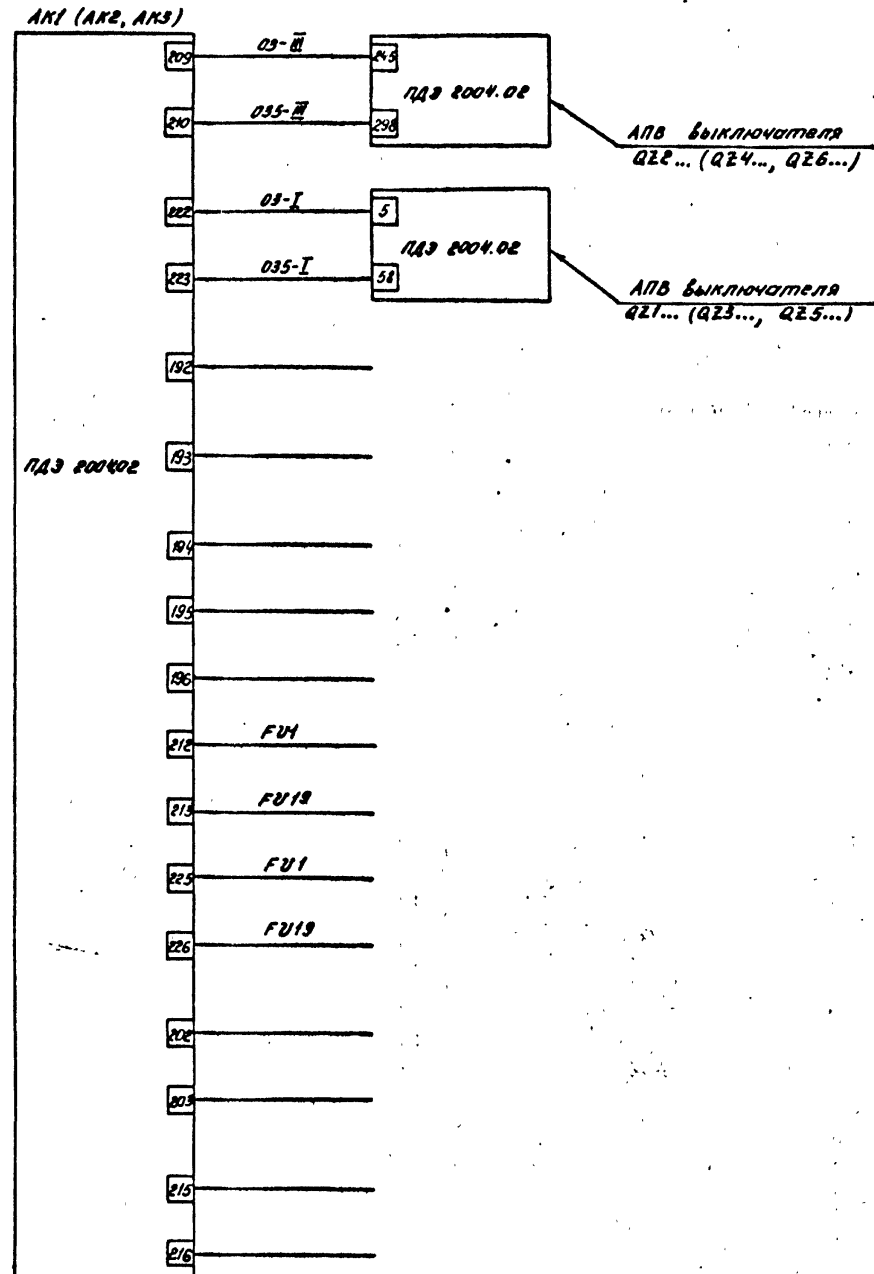 АК1 (АК2, АК3)
209 03-III 245
ПДЭ 2004.02
210 035-III 298
АПВ выключателя
QZ2... (QZ4..., QZ6...)
222 03-I 5
ПДЭ 2004.02
223 035-I 58
АПВ выключателя
QZ1... (QZ3..., QZ5...)
192
193
ПДЭ 2004.02
194
195
196
212 FU1
213 FU19
225 FU1
226 FU19
202
203
215
216